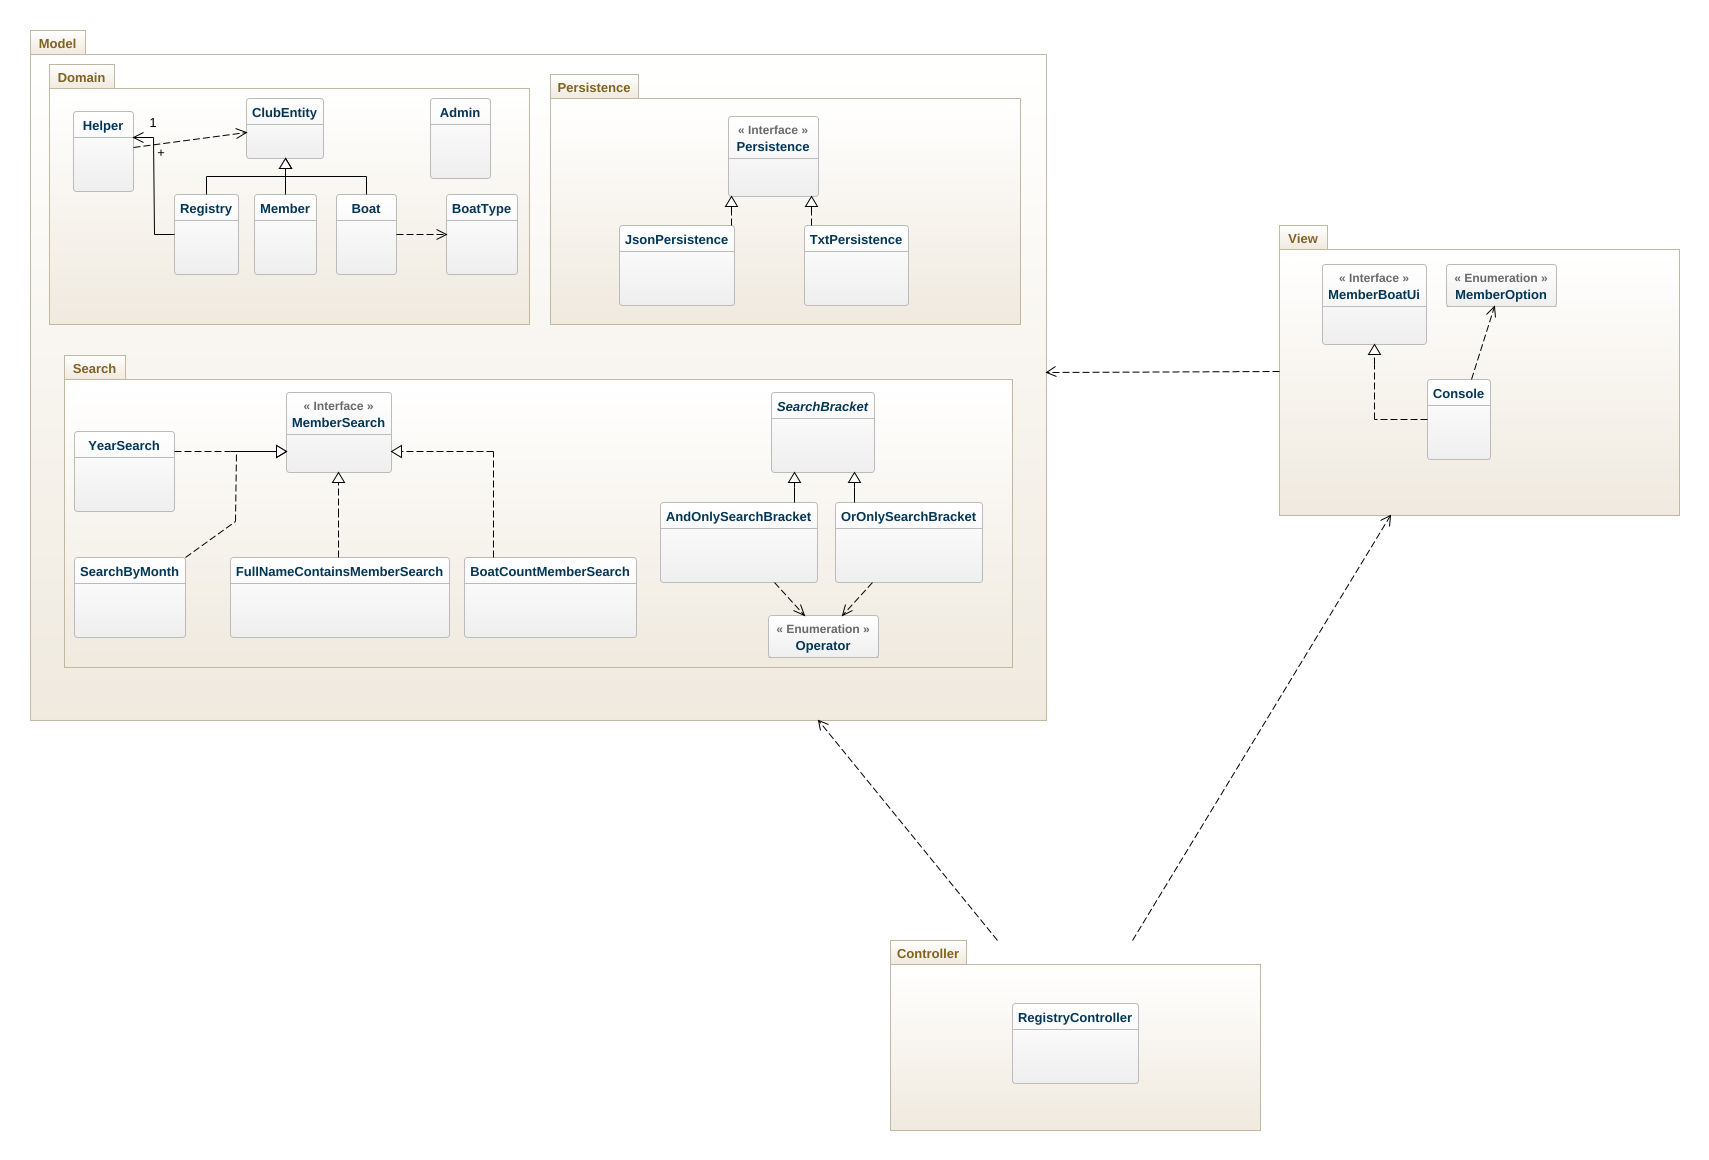 Model
Domain
Helper
1
+
ClubEntity
Admin
Registry
Member
Boat
BoatType
Persistence
« Interface »
Persistence
JsonPersistence
TxtPersistence
Search
« Interface »
MemberSearch
YearSearch
SearchByMonth
FullNameContainsMemberSearch
BoatCountMemberSearch
SearchBracket
AndOnlySearchBracket
OrOnlySearchBracket
« Enumeration »
Operator
View
« Interface »
MemberBoatUi
« Enumeration »
MemberOption
Console
Controller
RegistryController